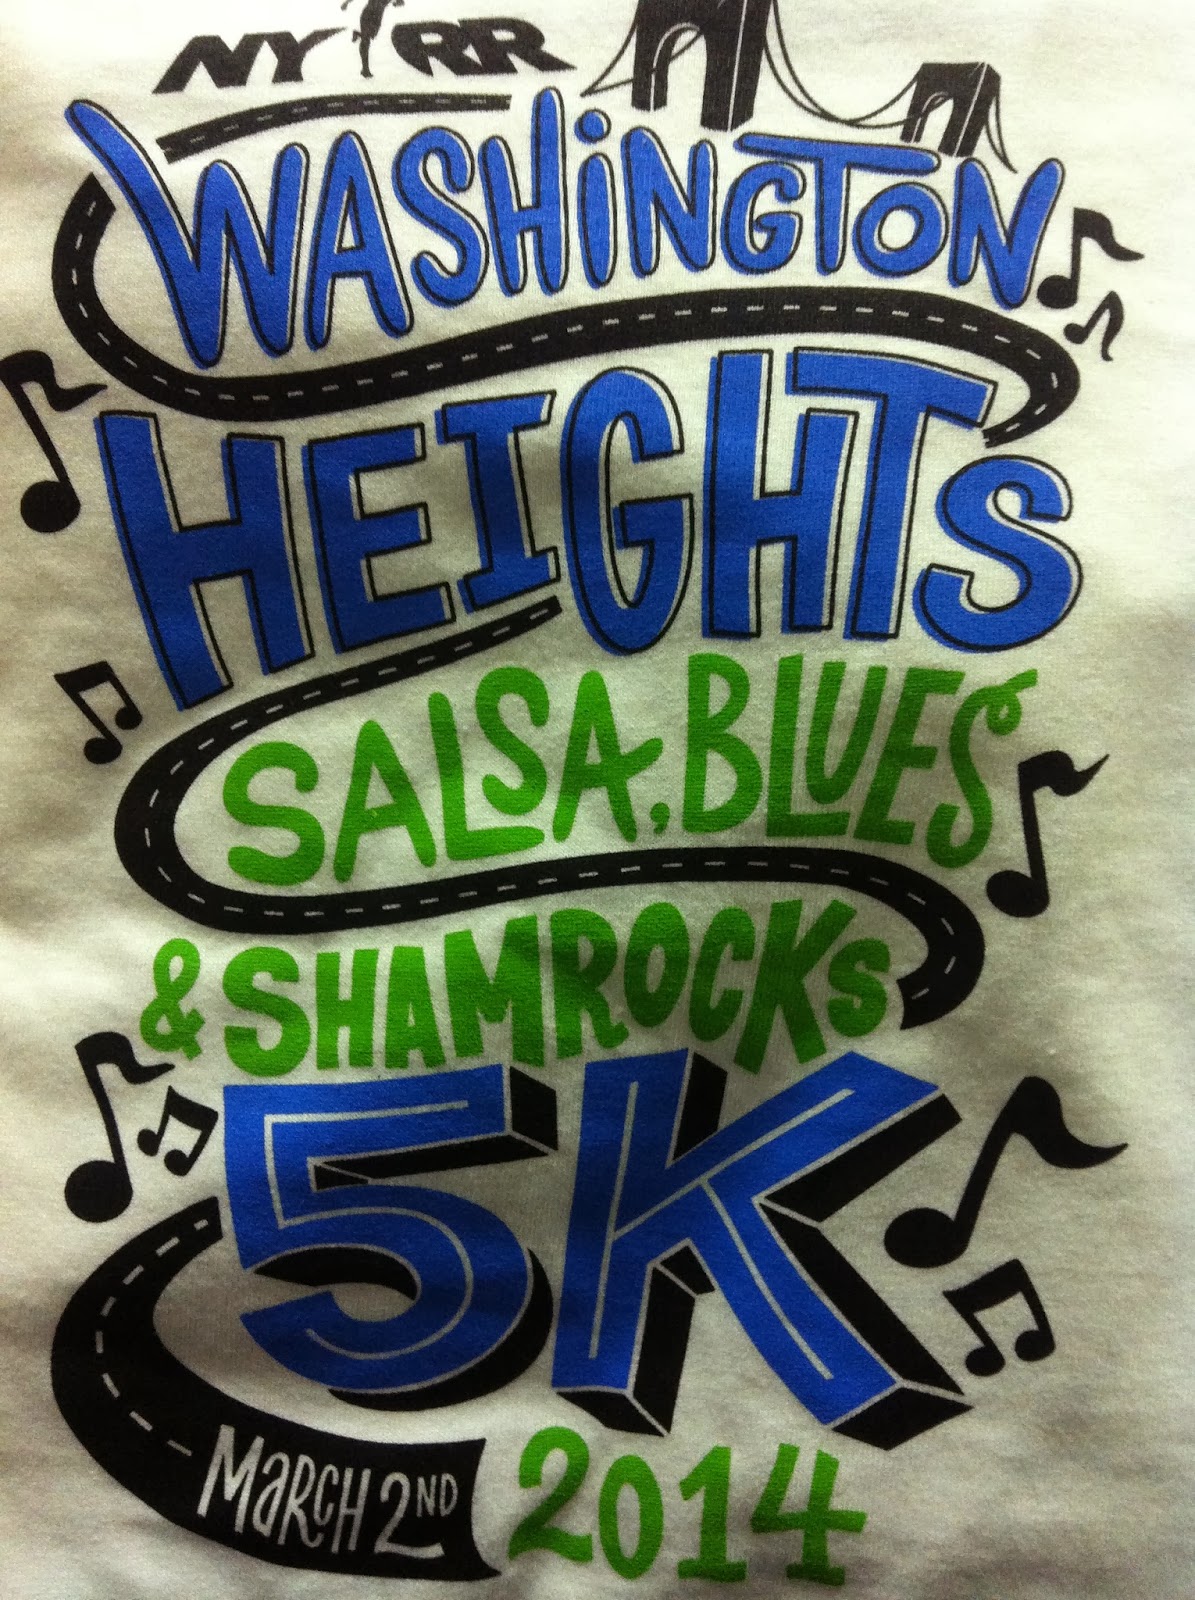 NYRR
WASHiNGTON
HEIGHTS
SALSA, BLUES
& SHAMROCKS
5K
MARCH 2ND
2014